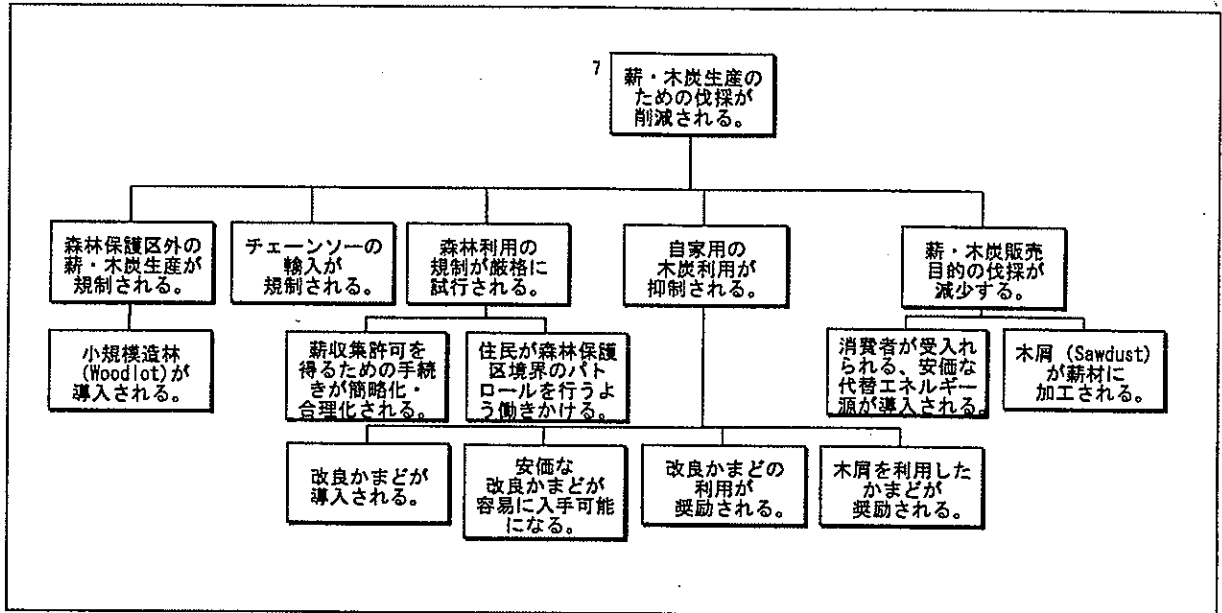 7
薪・木炭生産の
ための伐採が
削減される。
森林保護区外の
薪・木炭生産が
規制される。
チェーンソーの
輸入が
規制される。
森林利用の
規制が厳格に
試行される。
自家用の
木炭利用が
抑制される。
薪・木炭販売
目的の伐採が
減少する。
小規模造林
(Woodlot)が
導入される。
薪収集許可を
得るための手続
きが簡略化・
合理化される。
住民が森林保護
区境界のパト
ロールを行うよ
う働きかける。
消費者が受入れ
られる、安価な
代替エネルギー
源が導入される。
木屑 (Sawdust)
が薪材に
加工される。
改良かまどが
導入される。
安価な
改良かまどが
容易に入手可能
になる。
改良かまどの
利用が
奨励される。
木屑を利用した
かまどが
奨励される。